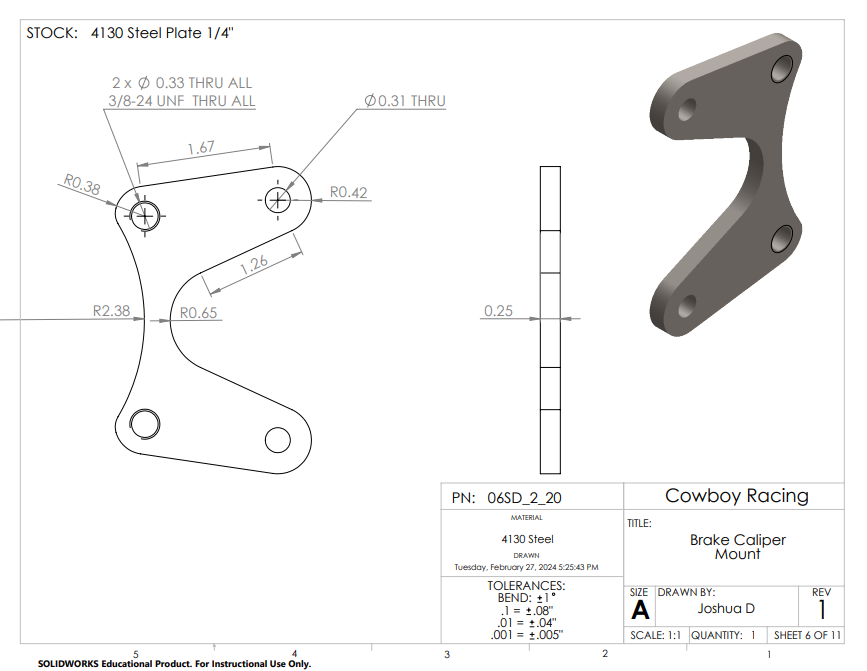 STOCK: 4130 Steel Plate 1/4"
2 x Ø 0.33 THRU ALL
3/8-24 UNF THRU ALL
Ø0.31 THRU
1.67
R0.38
R0.42
1.26
R2.38
R0.65
0.25
PN: 06SD_2_20
MATERIAL
4130 Steel
DRAWN
Tuesday, February 27, 2024 5:25:43 PM
TOLERANCES:
BEND: ±1°
.1 = ±.08"
.01 = ±.04"
.001 = ±.005"
Cowboy Racing
TITLE:
Brake Caliper
Mount
SIZE
A
DRAWN BY:
Joshua D
REV
1
SCALE: 1:1
QUANTITY: 1
SHEET 6 OF 11
5 4 3 2 1
SOLIDWORKS Educational Product. For Instructional Use Only.